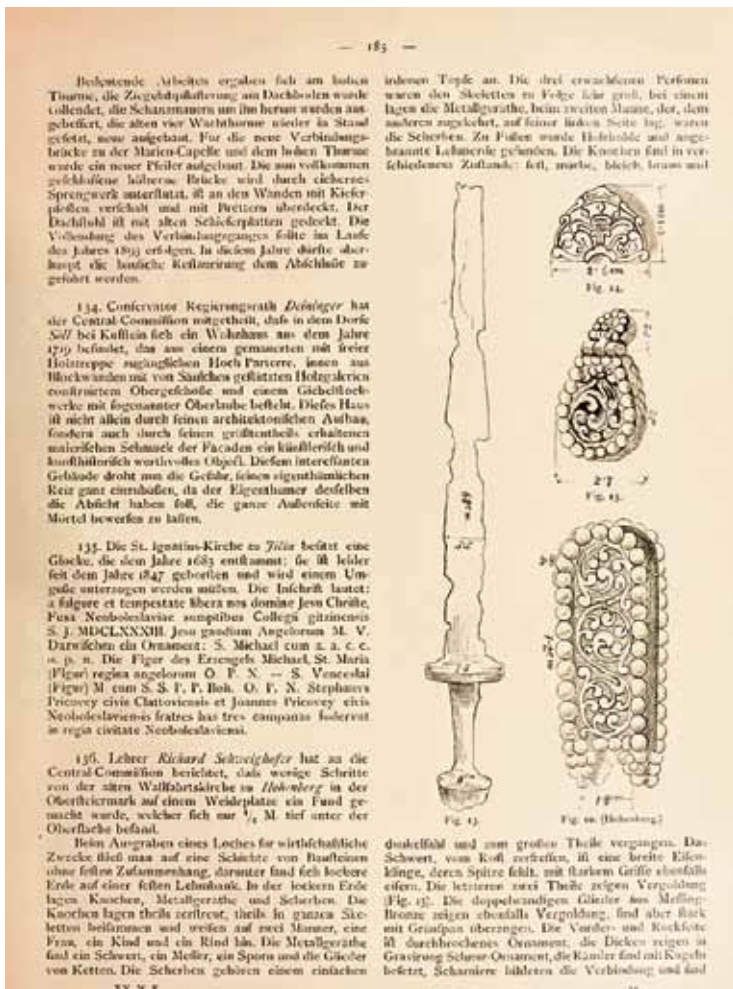 — 183 —
Bedeutende Arbeiten ergaben ſich am hohen
Thurme, die Ziegelpflaſterung am Dachboden wurde
vollendet, die Schanzmauern um ihn herum wurden aus-
gebeſſert, die alten vier Wachthurme wieder in Stand
geſetzt, neue aufgebaut. Für die neue Verbindungs-
brücke zu der Marien-Capelle und dem hohen Thurme
wurde ein neuer Pfeiler aufgebaut. Die nun vollkommen
geſchloſſene hölzerne Brücke wird durch eichernes
Sprengwerk unterſtützt, iſt an den Wänden mit Kiefer-
pfoſten verſchalt und mit Brettern überdeckt. Der
Dachſtuhl iſt mit alten Schieferplatten gedeckt. Die
Vollendung des Verbindungsganges ſollte im Laufe
des Jahres 1893 erfolgen. In dieſem Jahre dürfte über-
haupt die bauliche Reſtaurirung dem Abſchluße zu-
geführt werden.
134. Conſervator Regierungsrath Deininger hat
der Central-Commiſſion mitgetheilt, daſs in dem Dorfe
Söll bei Kufſtein ſich ein Wohnhaus aus dem Jahre
1719 befindet, das aus einem gemauerten mit freier
Holztreppe zugänglichen Hoch-Parterre, innen aus
Blockwänden mit von Säulchen geſtützten Holzgalerien
conſtruirtem Obergeſchoße und einem Giebelſtock-
werke mit ſogenannter Oberlaube beſteht. Dieſes Haus
iſt nicht allein durch ſeinen architektoniſchen Aufbau,
ſondern auch durch ſeinen größtentheils erhaltenen
maleriſchen Schmuck der Facaden ein künſtleriſch und
kunſthiſtoriſch werthvolles Object. Dieſem intereſſanten
Gebäude droht nun die Gefahr, ſeinen eigenthümlichen
Reiz ganz einzubüßen, da der Eigenthümer desſelben
die Abſicht haben ſoll, die ganze Außenſeite mit
Mörtel bewerfen zu laſſen.
135. Die St. Ignatius-Kirche zu Jičin beſitzt eine
Glocke, die dem Jahre 1683 entſtammt; ſie iſt leider
ſeit dem Jahre 1847 geborſten und wird einem Um-
guße unterzogen werden müſſen. Die Inſchrift lautet:
a fulgure et tempestate libera nos domine Jesu Chriſte,
Fusa Neoboleslaviae sumptibus Collegii gitzinensis
S. J. MDCLXXXIII. Jesu gaudium Angelorum M. V.
Darwiſchen ein Ornament: S. Michael cum s. a. c. c.
o. p. n. Die Figur des Erzengels Michael, St. Maria
(Figur) regina angelorum O. P. N. — S. Venceslai
(Figur) M cum S. S. P. P. Boh. O. P. N. Stephanvs
Pricovey civis Clattoviensis et Joannes Pricovey civis
Neoboleslaviensis fratres has tres campanas fuderunt
in regia civitate Neoboleslaviensi.
136. Lehrer Richard Schweighofer hat an die
Central-Commiſſion berichtet, daſs wenige Schritte
von der alten Wallfahrtskirche zu Hohenberg in der
Oberſteiermark auf einem Weideplatze ein Fund ge-
macht wurde, welcher ſich nur ¼ M. tief unter der
Oberfläche befand.
Beim Ausgraben eines Loches für wirthſchaftliche
Zwecke ſtieß man auf eine Schichte von Bauſteinen
ohne feſten Zuſammenhang, darunter fand ſich lockere
Erde auf einer feſten Lehmbank. In der lockern Erde
lagen Knochen, Metallgeräthe und Scherben. Die
Knochen lagen theils zerſtreut, theils in ganzen Ske-
letten beiſammen und weiſen auf zwei Männer, eine
Frau, ein Kind und ein Rind hin. Die Metallgeräthe
ſind ein Schwert, ein Meſſer, ein Sporn und die Glieder
von Ketten. Die Scherben gehören einem einfachen
irdenen Topfe an. Die drei erwachſenen Perſonen
waren den Skeletten zu Folge ſehr groß, bei einem
lagen die Metallgeräthe, beim zweiten Manne, der, dem
anderen zugekehrt, auf ſeiner linken Seite lag, waren
die Scherben. Zu Füßen wurde Holzkohle und ange-
brannte Lehmerde gefunden. Die Knochen ſind in ver-
ſchiedenem Zuſtande: feſt, mürbe, bleich, braun und
Fig. 14.
2·7
Fig. 15.
Fig. 13.
Fig. 10. (Hohenberg.)
dunkelfahl und zum großen Theile vergangen. Das
Schwert, vom Roſt zerfreſſen, iſt eine breite Eiſen-
klinge, deren Spitze fehlt, mit ſtarkem Griffe ebenfalls
eiſern. Die letzteren zwei Theile zeigen Vergoldung
(Fig. 13). Die doppelwandigen Glieder aus Meſſing-
Bronze zeigen ebenfalls Vergoldung, ſind aber ſtark
mit Grünſpan überzogen. Die Vorder- und Rückſeite
iſt durchbrochenes Ornament, die Dicken zeigen in
Gravirung Schnur-Ornament, die Ränder ſind mit Kugeln
beſetzt, Scharniere bildeten die Verbindung und ſind